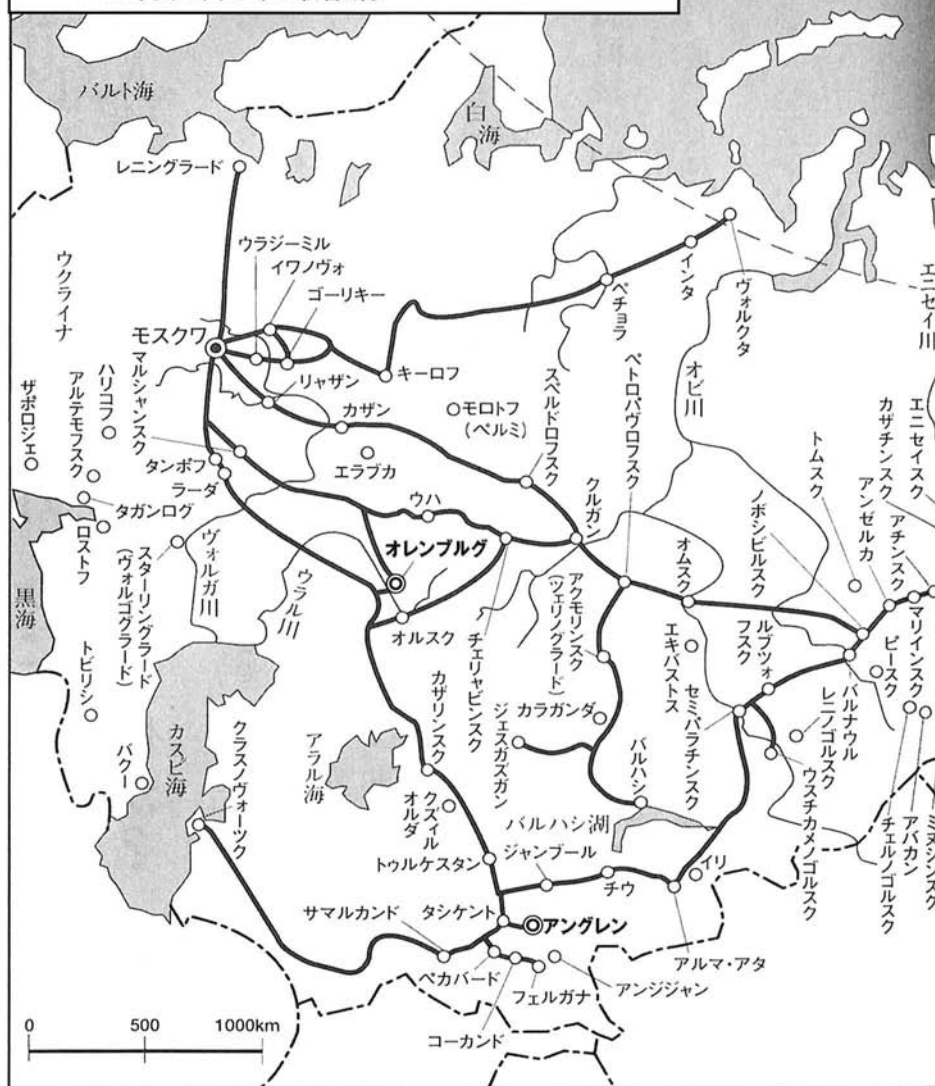 バルト海
白海
レニングラード
ウラジーミル
イワノヴォ
ゴーリキー
ウクライナ
モスクワ
インタ
ヴォルクタ
ペチョラ
エニセイ川
オビ川
キーロフ
リャザン
カザン
モロトフ
(ペルミ)
スベルドロフスク
ペトロパヴロフスク
マルシャンスク
ハリコフ
アルテモフスク
ザポロジェ
タンボフ
ラーダ
エラブカ
ウハ
クルガン
オムスク
ノボシビルスク
トムスク
アンゼルカ
カザチンスク
アチンスク
エニセイスク
タガンログ
ロストフ
スターリングラード
(ヴォルゴグラード)
ヴォルガ川
ウラル川
オレンブルグ
オルスク
チェリャビンスク
アクモリンスク
(ツェリノグラード)
エキバストス
ルブツォフスク
セミパラチンスク
バルナウル
ビースク
マリインスク
レニノゴルスク
ウスチカメノゴルスク
チェルノゴルスク
アバカン
ミヌシンスク
黒海
トビリシ
バクー
カスピ海
クラスノヴォーツク
アラル海
カザリンスク
クズィル
オルダ
ジェスガズガン
カラガンダ
バルハシ
バルハシ湖
トゥルケスタン
ジャンブール
チウ
イリ
アルマ・アタ
サマルカンド
タシケント
アングレン
ベカバード
フェルガナ
アンジジャン
コーカンド
0 500 1000km